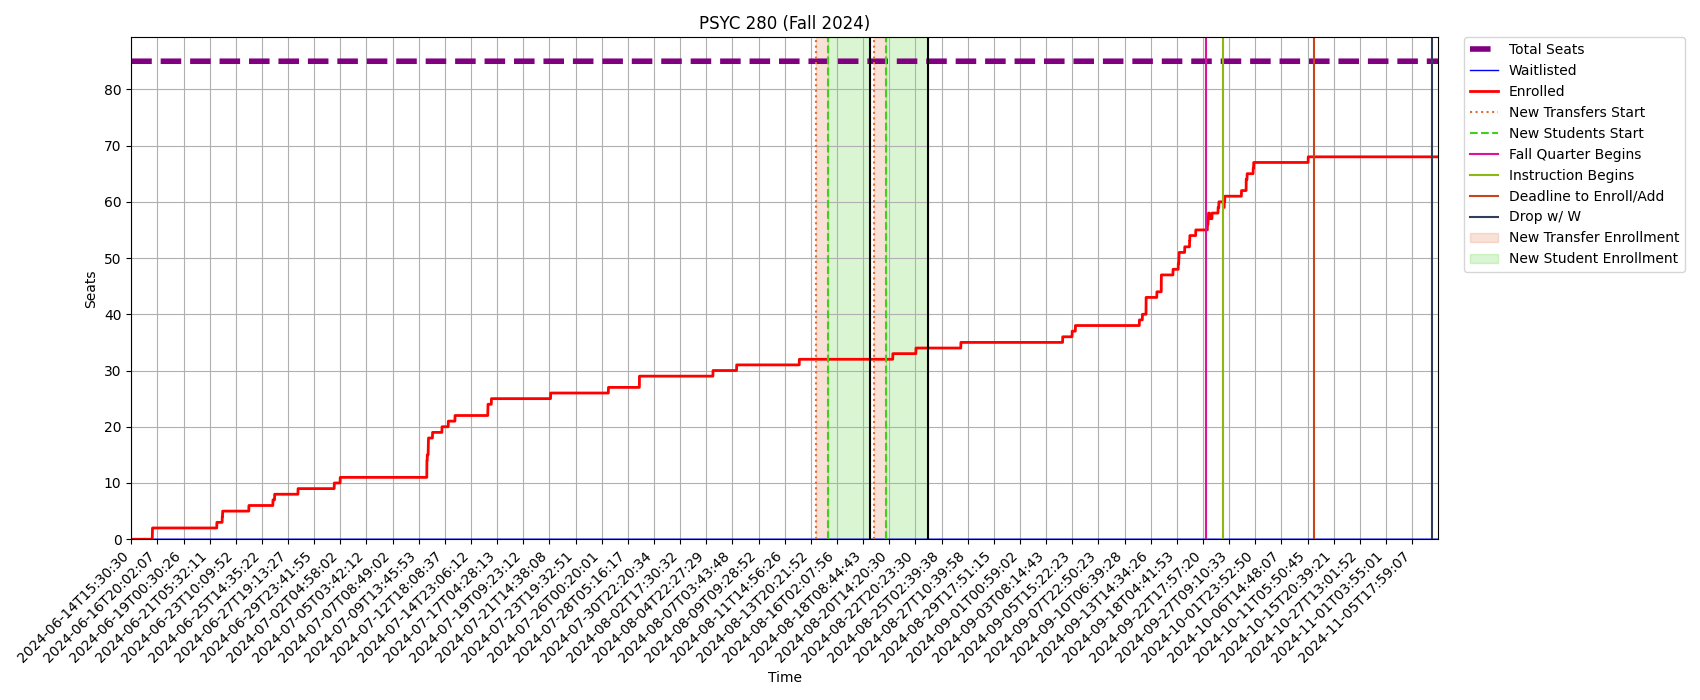 PSYC 280 (Fall 2024)
Seats
80
70
60
50
40
30
20
10
0
2024-06-14T15:30:30
2024-06-16T20:02:07
2024-06-19T00:30:26
2024-06-21T05:32:11
2024-06-23T10:09:52
2024-06-25T14:35:22
2024-06-27T19:13:27
2024-06-29T23:41:55
2024-07-02T04:58:02
2024-07-05T03:42:12
2024-07-07T08:49:02
2024-07-09T13:45:53
2024-07-12T18:08:37
2024-07-14T23:06:12
2024-07-17T04:28:13
2024-07-19T09:23:12
2024-07-21T14:38:08
2024-07-23T19:32:51
2024-07-26T00:20:01
2024-07-28T05:16:17
2024-07-30T22:20:34
2024-08-02T17:30:32
2024-08-04T22:27:29
2024-08-07T03:43:48
2024-08-09T09:28:52
2024-08-11T14:56:26
2024-08-13T20:21:52
2024-08-16T02:07:56
2024-08-18T08:44:43
2024-08-20T14:20:30
2024-08-22T20:23:30
2024-08-25T02:39:38
2024-08-27T10:39:58
2024-08-29T17:51:15
2024-09-01T00:59:02
2024-09-03T08:14:43
2024-09-05T15:22:23
2024-09-07T22:50:23
2024-09-10T06:39:28
2024-09-13T14:34:26
2024-09-18T04:41:53
2024-09-22T17:57:20
2024-09-27T09:10:33
2024-10-01T23:52:50
2024-10-06T14:48:07
2024-10-11T05:50:45
2024-10-15T20:39:21
2024-10-27T13:01:52
2024-11-01T03:55:01
2024-11-05T17:59:07
Time
Total Seats
Waitlisted
Enrolled
New Transfers Start
New Students Start
Fall Quarter Begins
Instruction Begins
Deadline to Enroll/Add
Drop w/ W
New Transfer Enrollment
New Student Enrollment